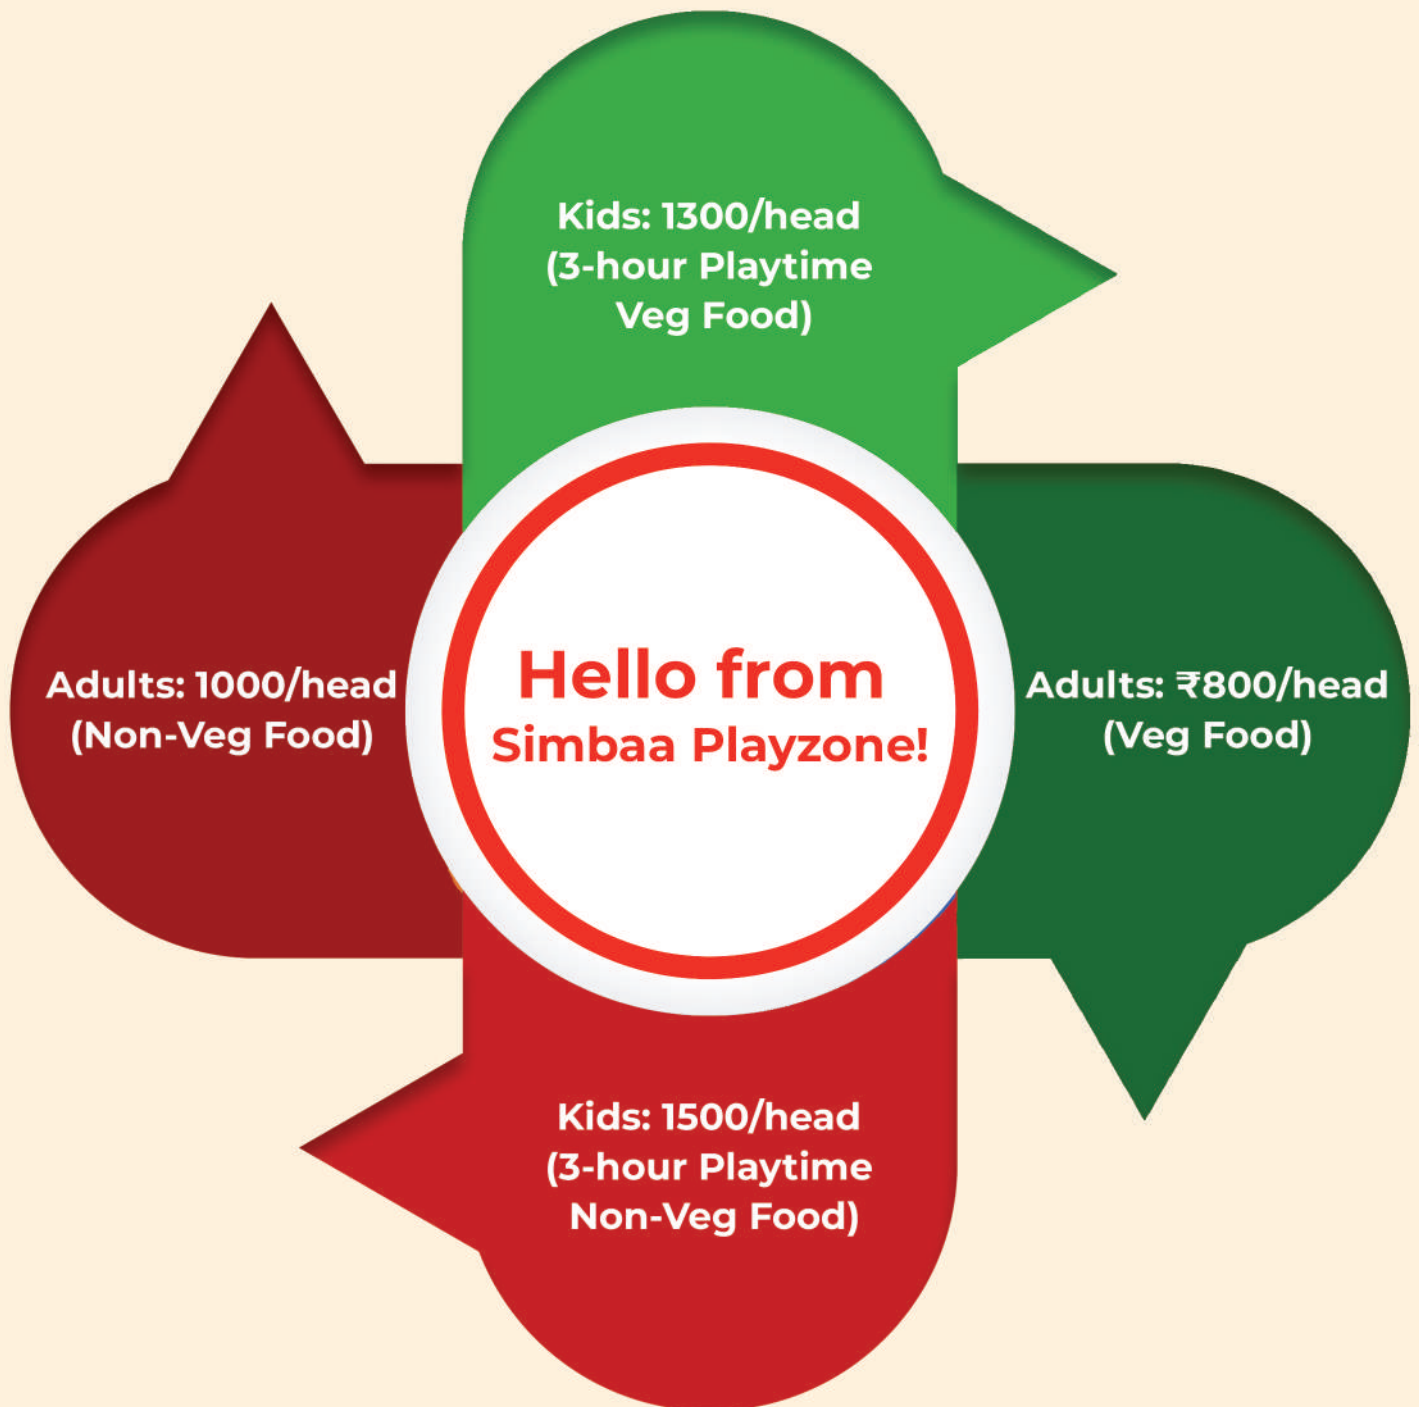 Kids: 1300/head
(3-hour Playtime
Veg Food)
Adults: 1000/head
(Non-Veg Food)
Hello from
Simbaa Playzone!
Adults: ₹800/head
(Veg Food)
Kids: 1500/head
(3-hour Playtime
Non-Veg Food)